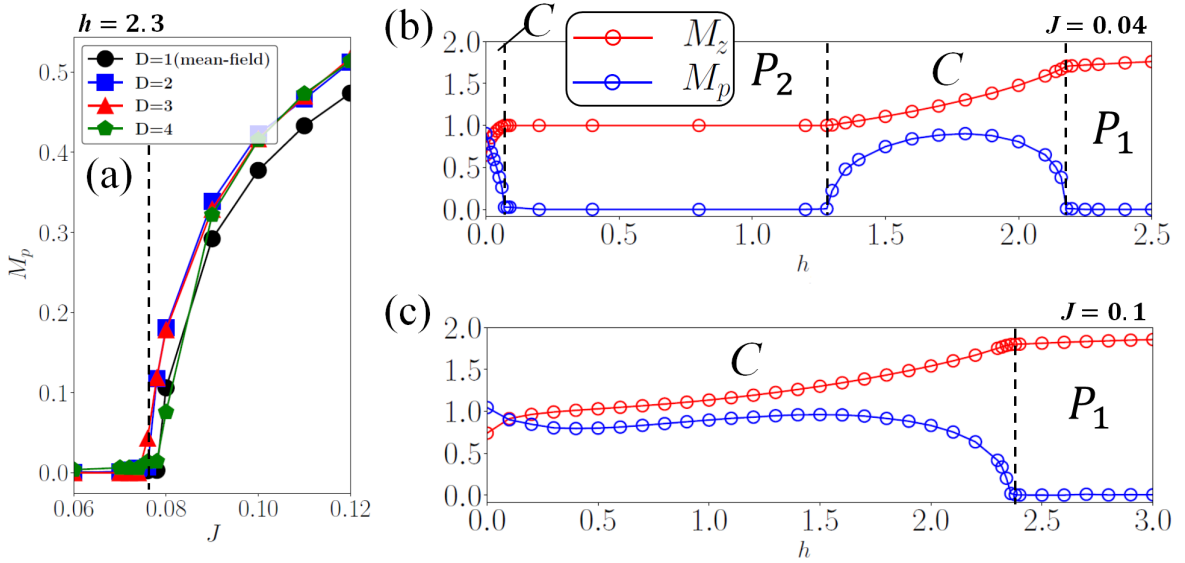 h = 2.3
D=1(mean-field)
D=2
D=3
D=4
(a)
M_p
0.5
0.4
0.3
0.2
0.1
0.0
0.06 0.08 0.10 0.12
J
(b)
C
J = 0.04
M_z
M_p
P_2
C
P_1
2.0
1.5
1.0
0.5
0.0
0.0 0.5 1.0 1.5 2.0 2.5
h
(c)
J = 0.1
C
P_1
2.0
1.5
1.0
0.5
0.0
0.0 0.5 1.0 1.5 2.0 2.5 3.0
h